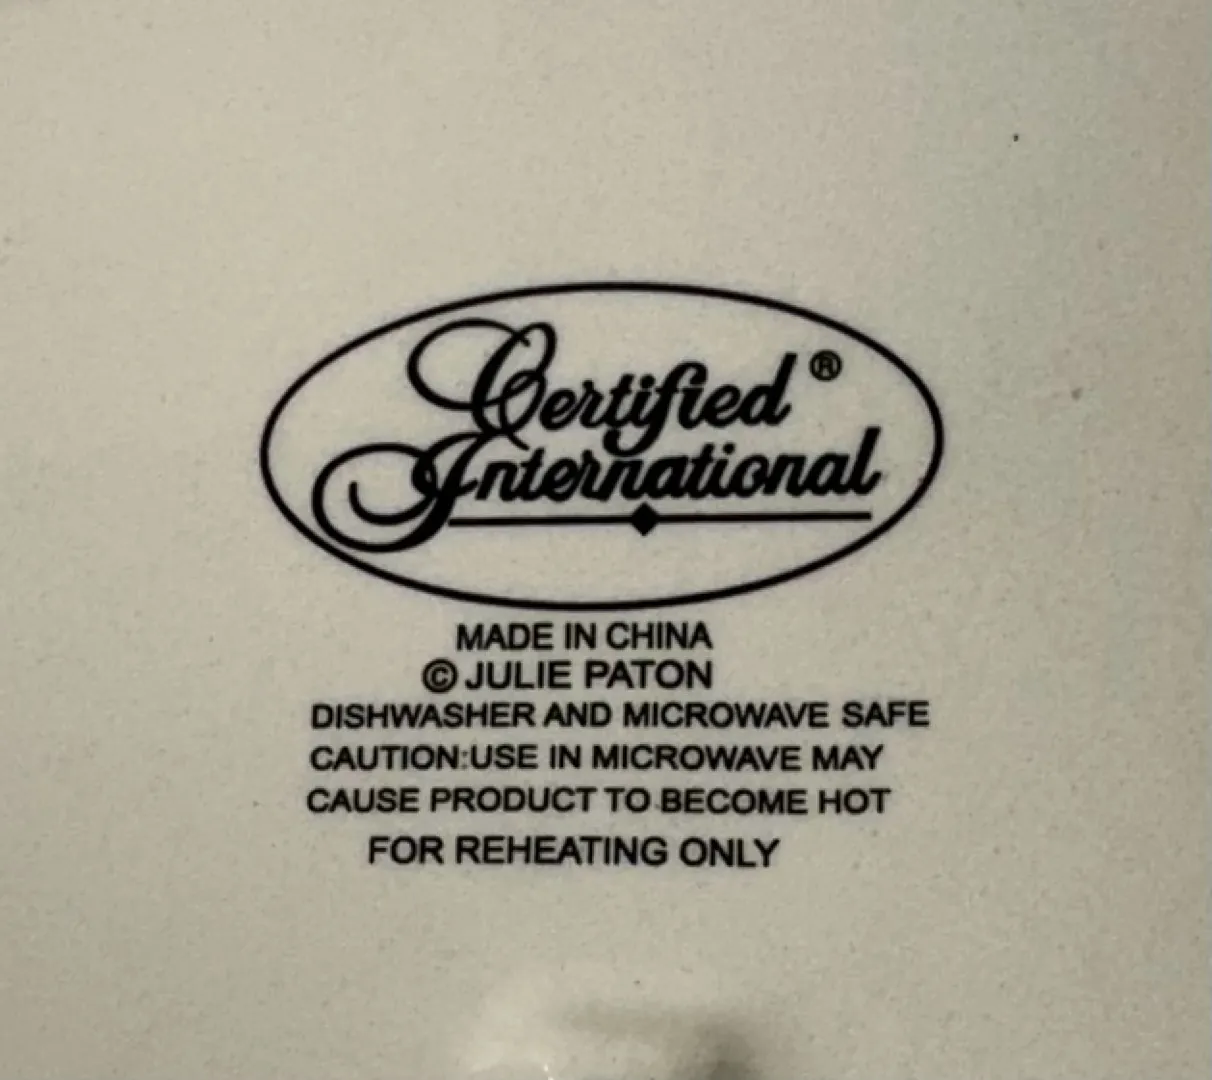 Certified ®
International
MADE IN CHINA
© JULIE PATON
DISHWASHER AND MICROWAVE SAFE
CAUTION:USE IN MICROWAVE MAY
CAUSE PRODUCT TO BECOME HOT
FOR REHEATING ONLY